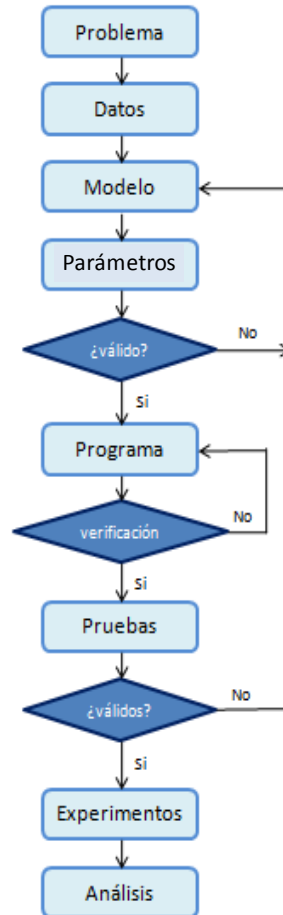 Problema
Datos
Modelo
Parámetros
¿válido?
No
Si
Programa
verificación
No
Si
Pruebas
¿válidos?
No
Si
Experimentos
Análisis